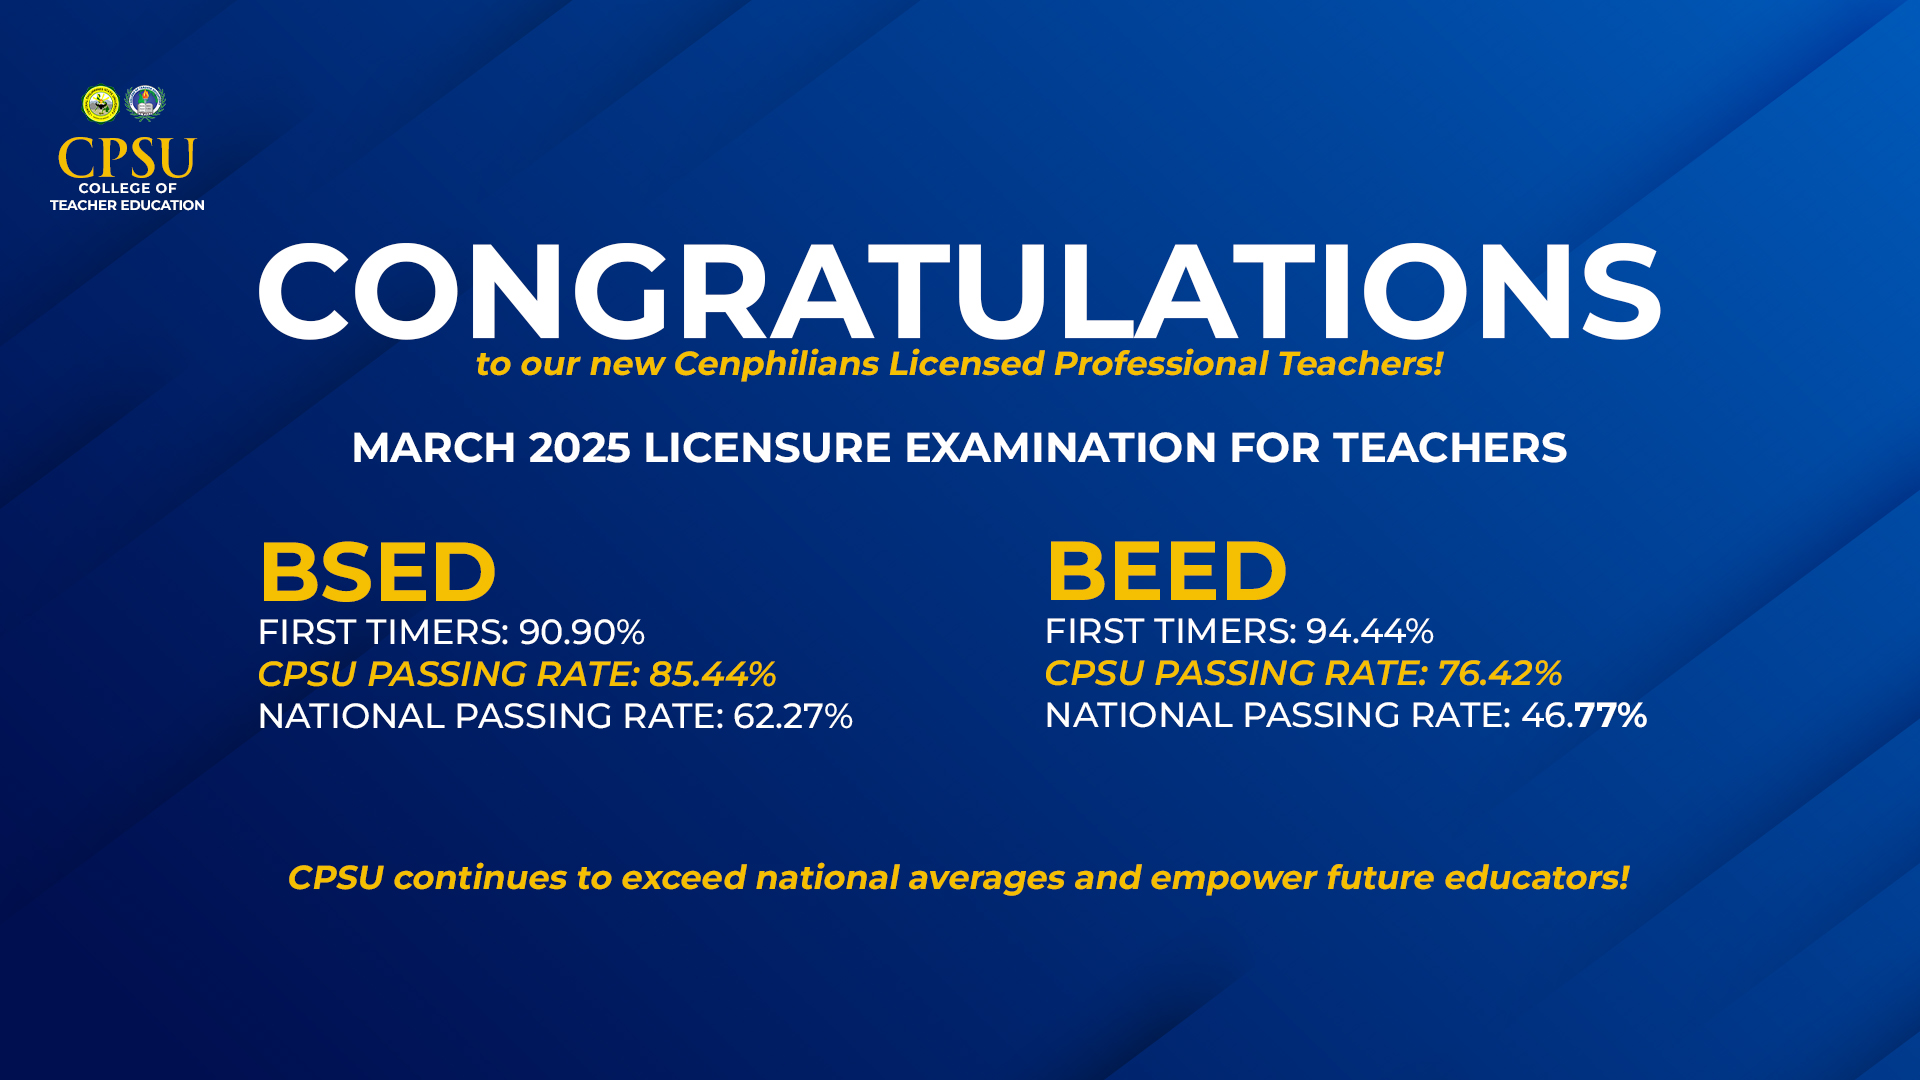 CPSU
COLLEGE OF
TEACHER EDUCATION
CONGRATULATIONS
to our new Cenphilians Licensed Professional Teachers!
MARCH 2025 LICENSURE EXAMINATION FOR TEACHERS
BSED
FIRST TIMERS: 90.90%
CPSU PASSING RATE: 85.44%
NATIONAL PASSING RATE: 62.27%
BEED
FIRST TIMERS: 94.44%
CPSU PASSING RATE: 76.42%
NATIONAL PASSING RATE: 46.77%
CPSU continues to exceed national averages and empower future educators!